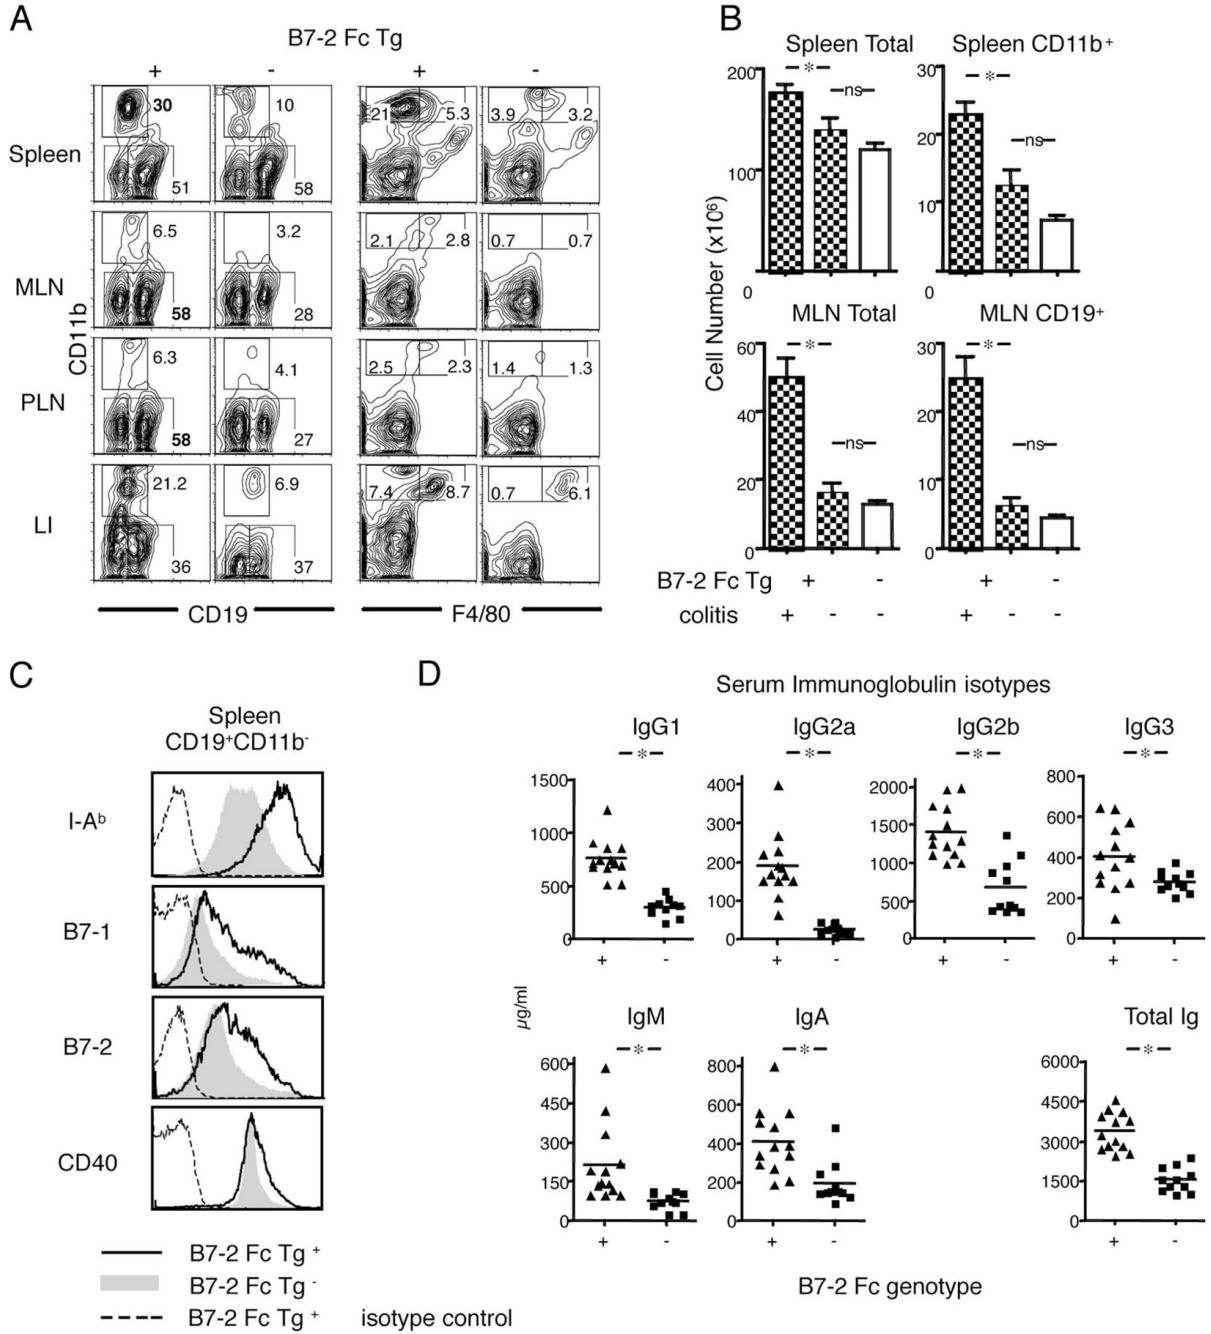 A
B7-2 Fc Tg
+ - + -
Spleen
30 10 21 5.3 3.9 3.2
51 58
MLN
6.5 3.2 2.1 2.8 0.7 0.7
58 28
PLN
6.3 4.1 2.5 2.3 1.4 1.3
58 27
LI
21.2 6.9 7.4 8.7 0.7 6.1
36 37
CD11b
CD19 F4/80
B
Spleen Total Spleen CD11b+
200 * ns 30 * ns
100 20
10
0 0
Cell Number (x10⁶)
MLN Total MLN CD19+
60 * ns 30 * ns
40 20
20 10
0 0
B7-2 Fc Tg + - + -
colitis + - - + - -
C
Spleen
CD19+CD11b-
I-Aᵇ
B7-1
B7-2
CD40
B7-2 Fc Tg +
B7-2 Fc Tg -
B7-2 Fc Tg + isotype control
D
Serum Immunoglobulin isotypes
IgG1 IgG2a IgG2b IgG3
* * * *
1500 400 2000 800
1000 300 1500 600
500 200 1000 400
0 100 500 200
0 0 0
+ - + - + - + -
µg/ml
IgM IgA Total Ig
* * *
600 800 6000
450 600 4500
300 400 3000
150 200 1500
0 0 0
+ - + - + -
B7-2 Fc genotype